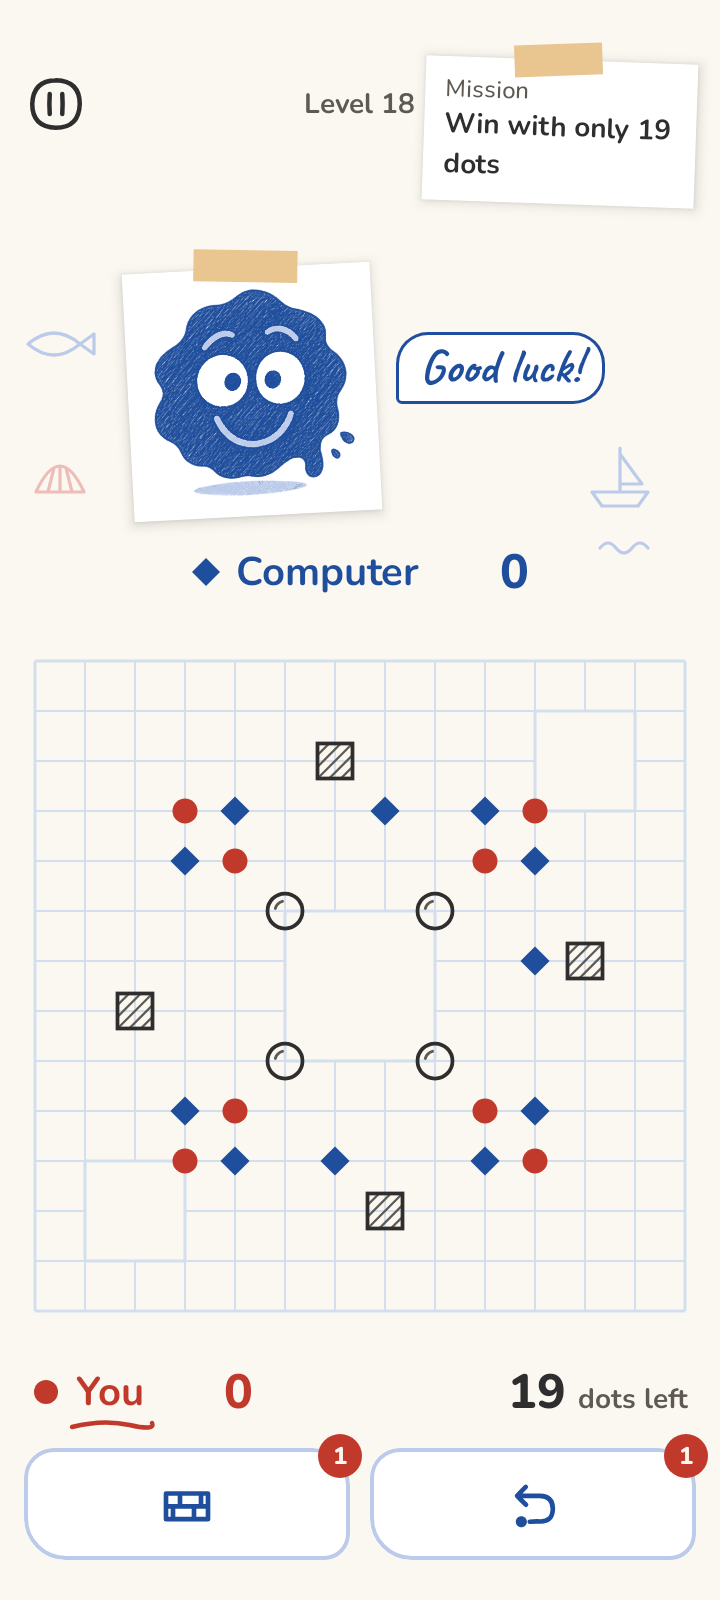 Level 18
Mission
Win with only 19
dots
Good luck!
Computer 0
You 0
19 dots left
1
1